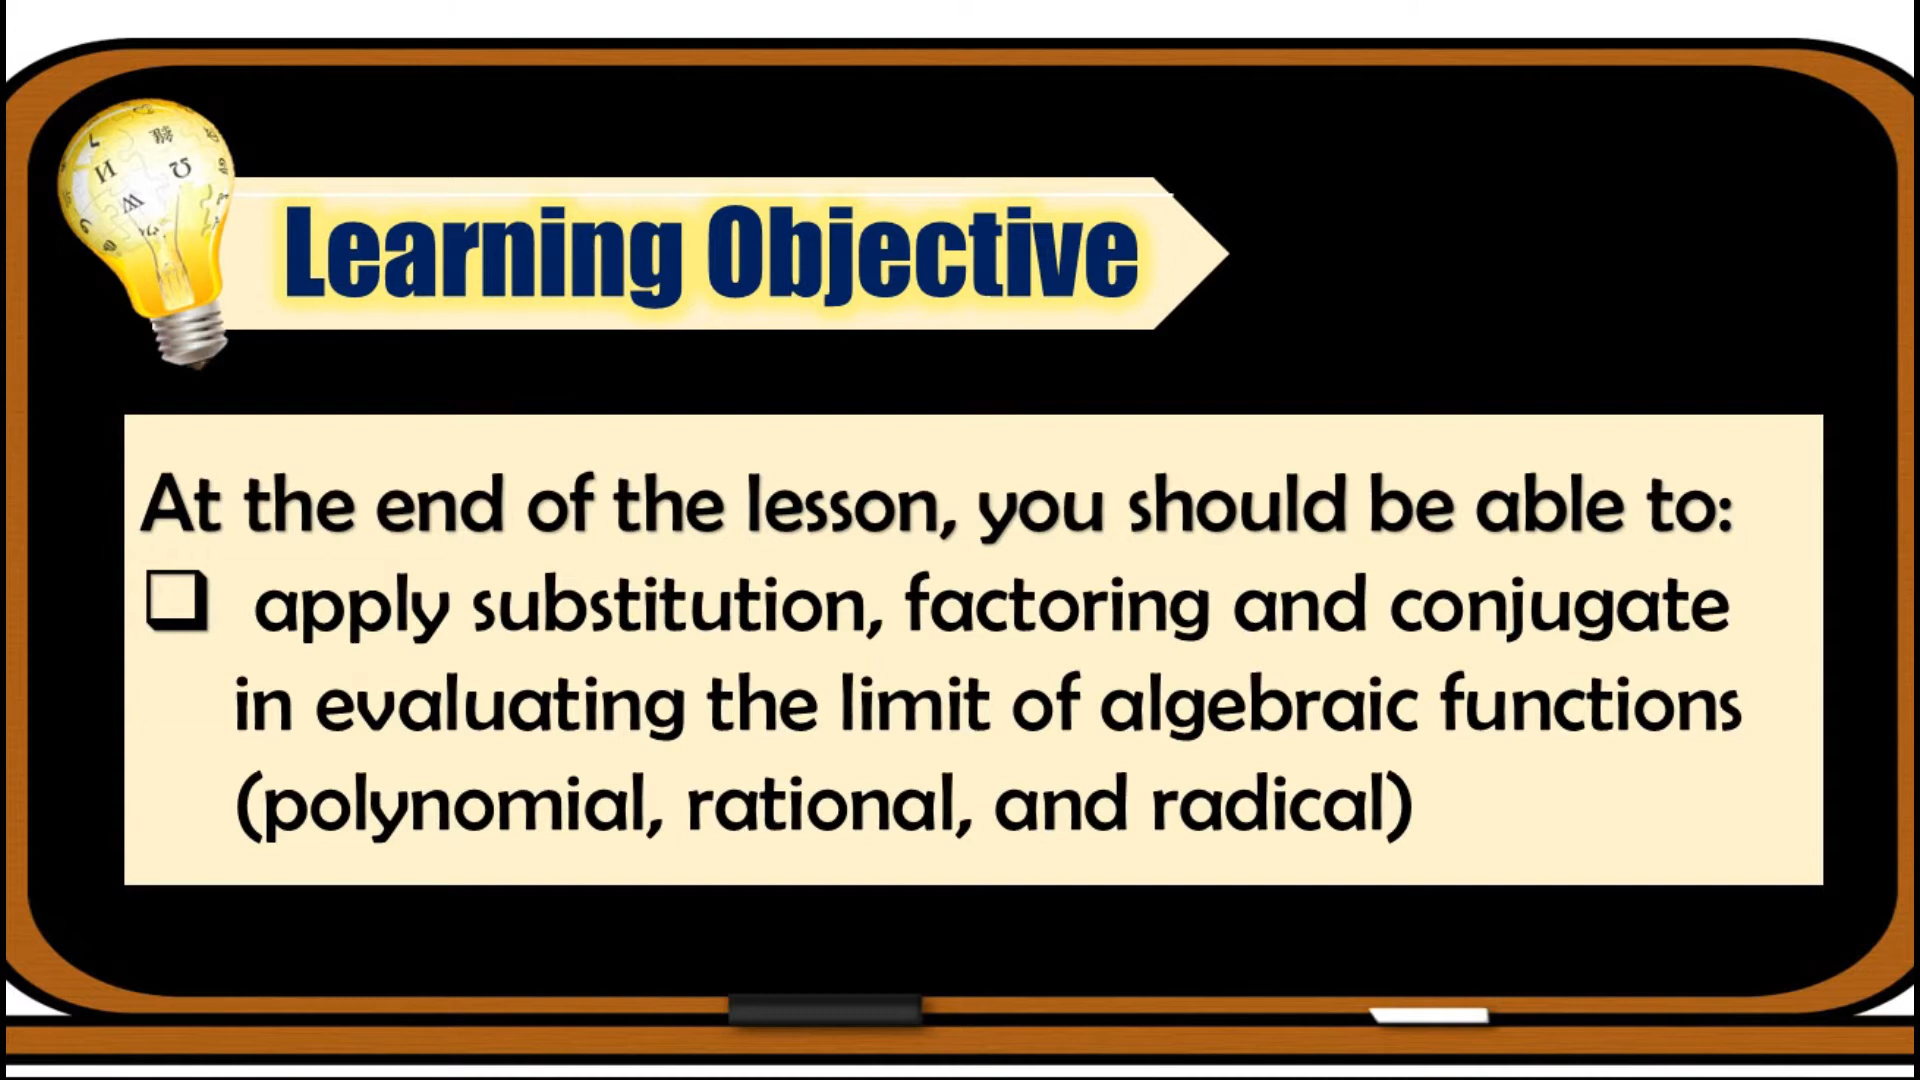 Learning Objective
At the end of the lesson, you should be able to:
❑ apply substitution, factoring and conjugate
in evaluating the limit of algebraic functions
(polynomial, rational, and radical)